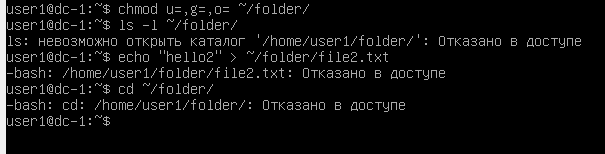 user1@dc-1:~$ chmod u=,g=,o= ~/folder/
user1@dc-1:~$ ls -l ~/folder/
ls: невозможно открыть каталог '/home/user1/folder/': Отказано в доступе
user1@dc-1:~$ echo "hello2" > ~/folder/file2.txt
-bash: /home/user1/folder/file2.txt: Отказано в доступе
user1@dc-1:~$ cd ~/folder/
-bash: cd: /home/user1/folder/: Отказано в доступе
user1@dc-1:~$